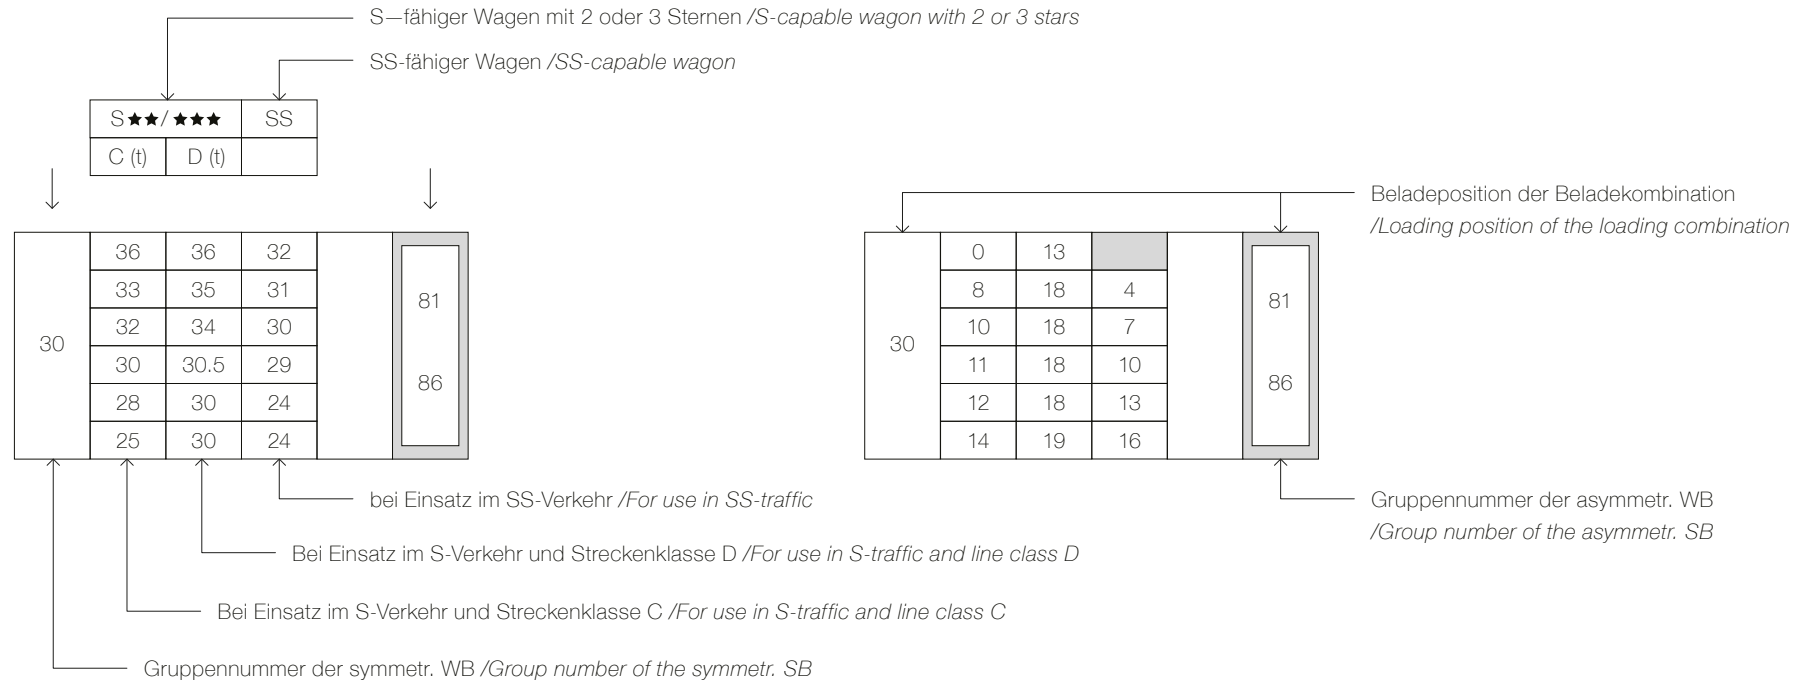 S—fähiger Wagen mit 2 oder 3 Sternen /S-capable wagon with 2 or 3 stars
SS-fähiger Wagen /SS-capable wagon
S★★/★★★ SS
C (t) D (t)
Beladeposition der Beladekombination
/Loading position of the loading combination
30
36 36 32
33 35 31
32 34 30
30 30.5 29
28 30 24
25 30 24
81
86
30
0 13
8 18 4
10 18 7
11 18 10
12 18 13
14 19 16
81
86
bei Einsatz im SS-Verkehr /For use in SS-traffic
Gruppennummer der asymmetr. WB
/Group number of the asymmetr. SB
Bei Einsatz im S-Verkehr und Streckenklasse D /For use in S-traffic and line class D
Bei Einsatz im S-Verkehr und Streckenklasse C /For use in S-traffic and line class C
Gruppennummer der symmetr. WB /Group number of the symmetr. SB